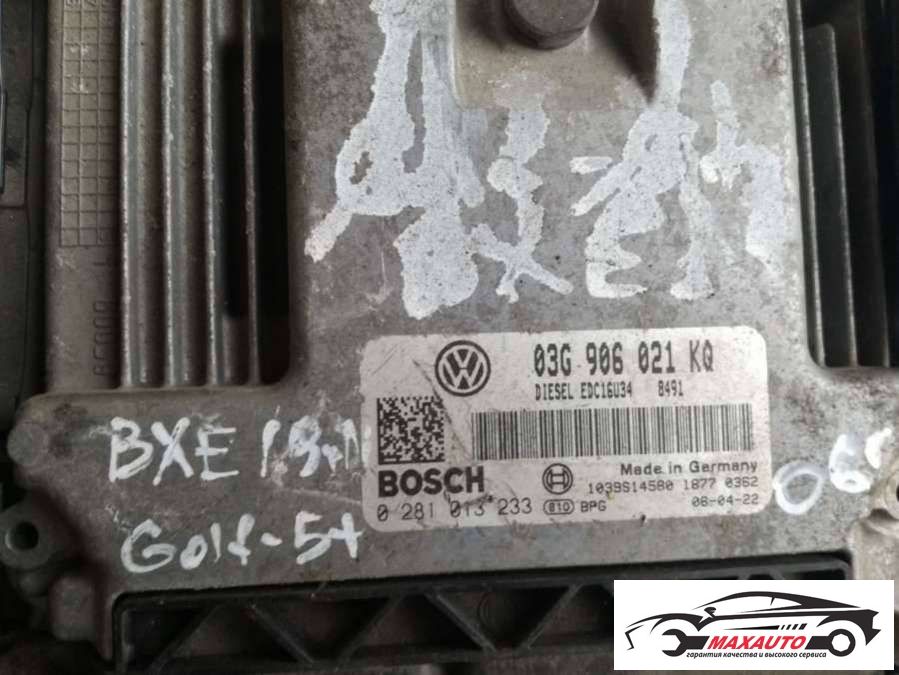 03G 906 021 KQ
DIESEL EDC16U34 8491
BOSCH
Made in Germany
1039S14580 1877 0362
0 281 013 233 810 BPG 08-04-22
BXE
Golf-5+
MAXAUTO
гарантия качества и высокого сервиса